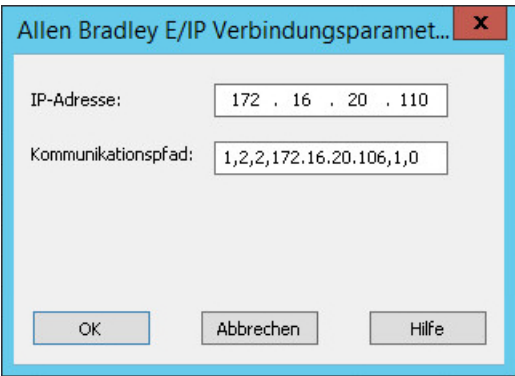 Allen Bradley E/IP Verbindungsparamet...
x
IP-Adresse: 172 . 16 . 20 . 110
Kommunikationspfad: 1,2,2,172.16.20.106,1,0
OK Abbrechen Hilfe